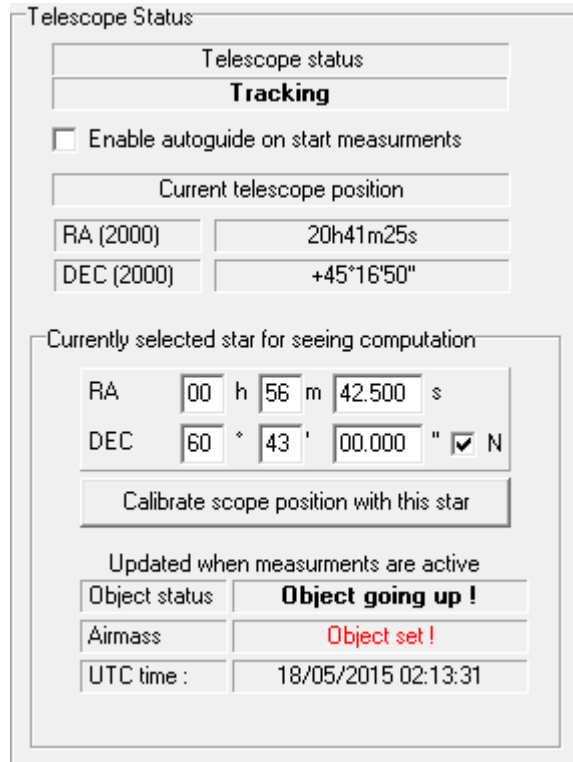 Telescope Status
Telescope status
Tracking
Enable autoguide on start measurments
Current telescope position
RA (2000) 20h41m25s
DEC (2000) +45°16'50"
Currently selected star for seeing computation
RA 00 h 56 m 42.500 s
DEC 60 ° 43 ' 00.000 " N
Calibrate scope position with this star
Updated when measurments are active
Object status Object going up !
Airmass Object set !
UTC time : 18/05/2015 02:13:31